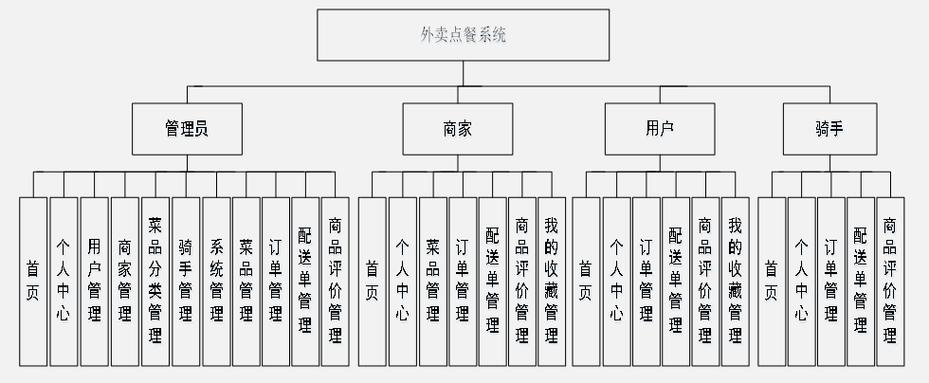 外卖点餐系统
管理员
商家
用户
骑手
首页
个人中心
用户管理
商家管理
菜品分类管理
骑手管理
系统管理
菜品管理
订单管理
配送单管理
商品评价管理
首页
个人中心
菜品管理
订单管理
配送单管理
商品评价管理
我的收藏管理
首页
个人中心
订单管理
配送单管理
商品评价管理
我的收藏管理
首页
个人中心
订单管理
配送单管理
商品评价管理